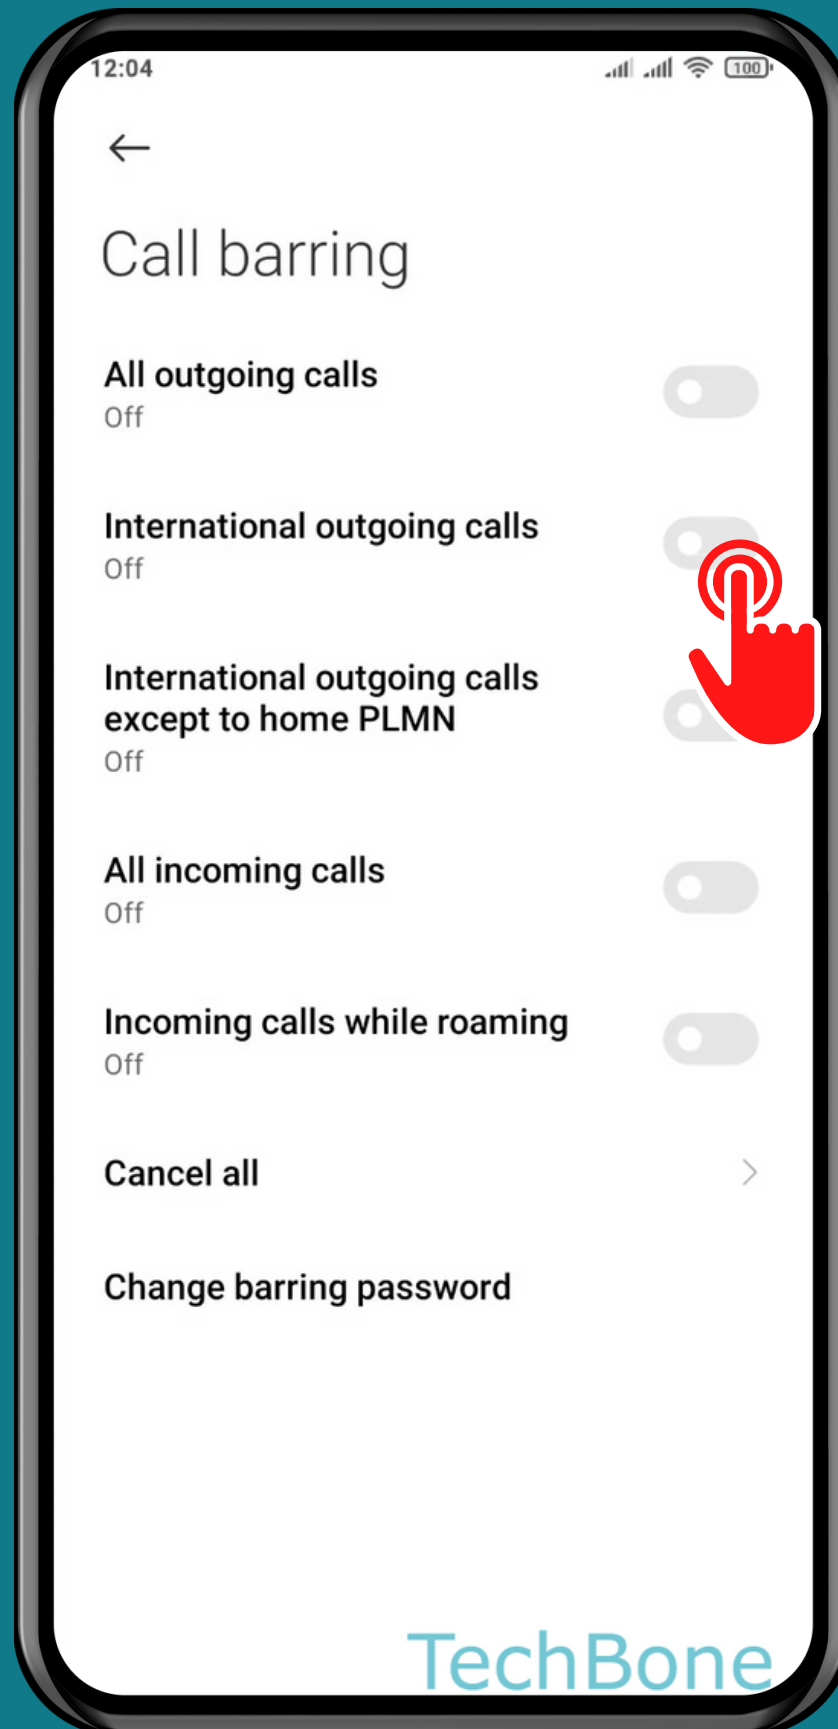 12:04 100
Call barring
All outgoing calls
Off
International outgoing calls
Off
International outgoing calls
except to home PLMN
Off
All incoming calls
Off
Incoming calls while roaming
Off
Cancel all
Change barring password
TechBone